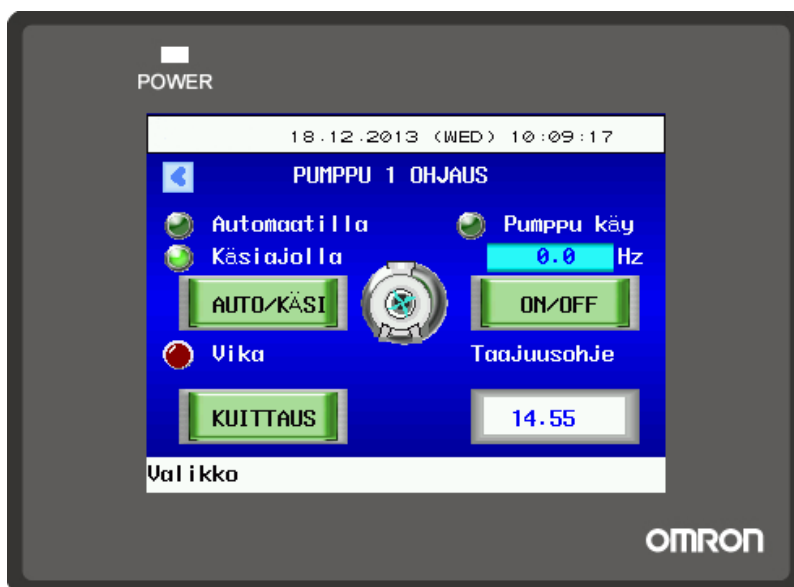 POWER
18.12.2013 (WED) 10:09:17
PUMPPU 1 OHJAUS
Automaatilla
Pumppu käy
Käsiajolla
0.0 Hz
AUTO/KÄSI
ON/OFF
Vika
Taajuusohje
KUITTAUS
14.55
Valikko
OMRON